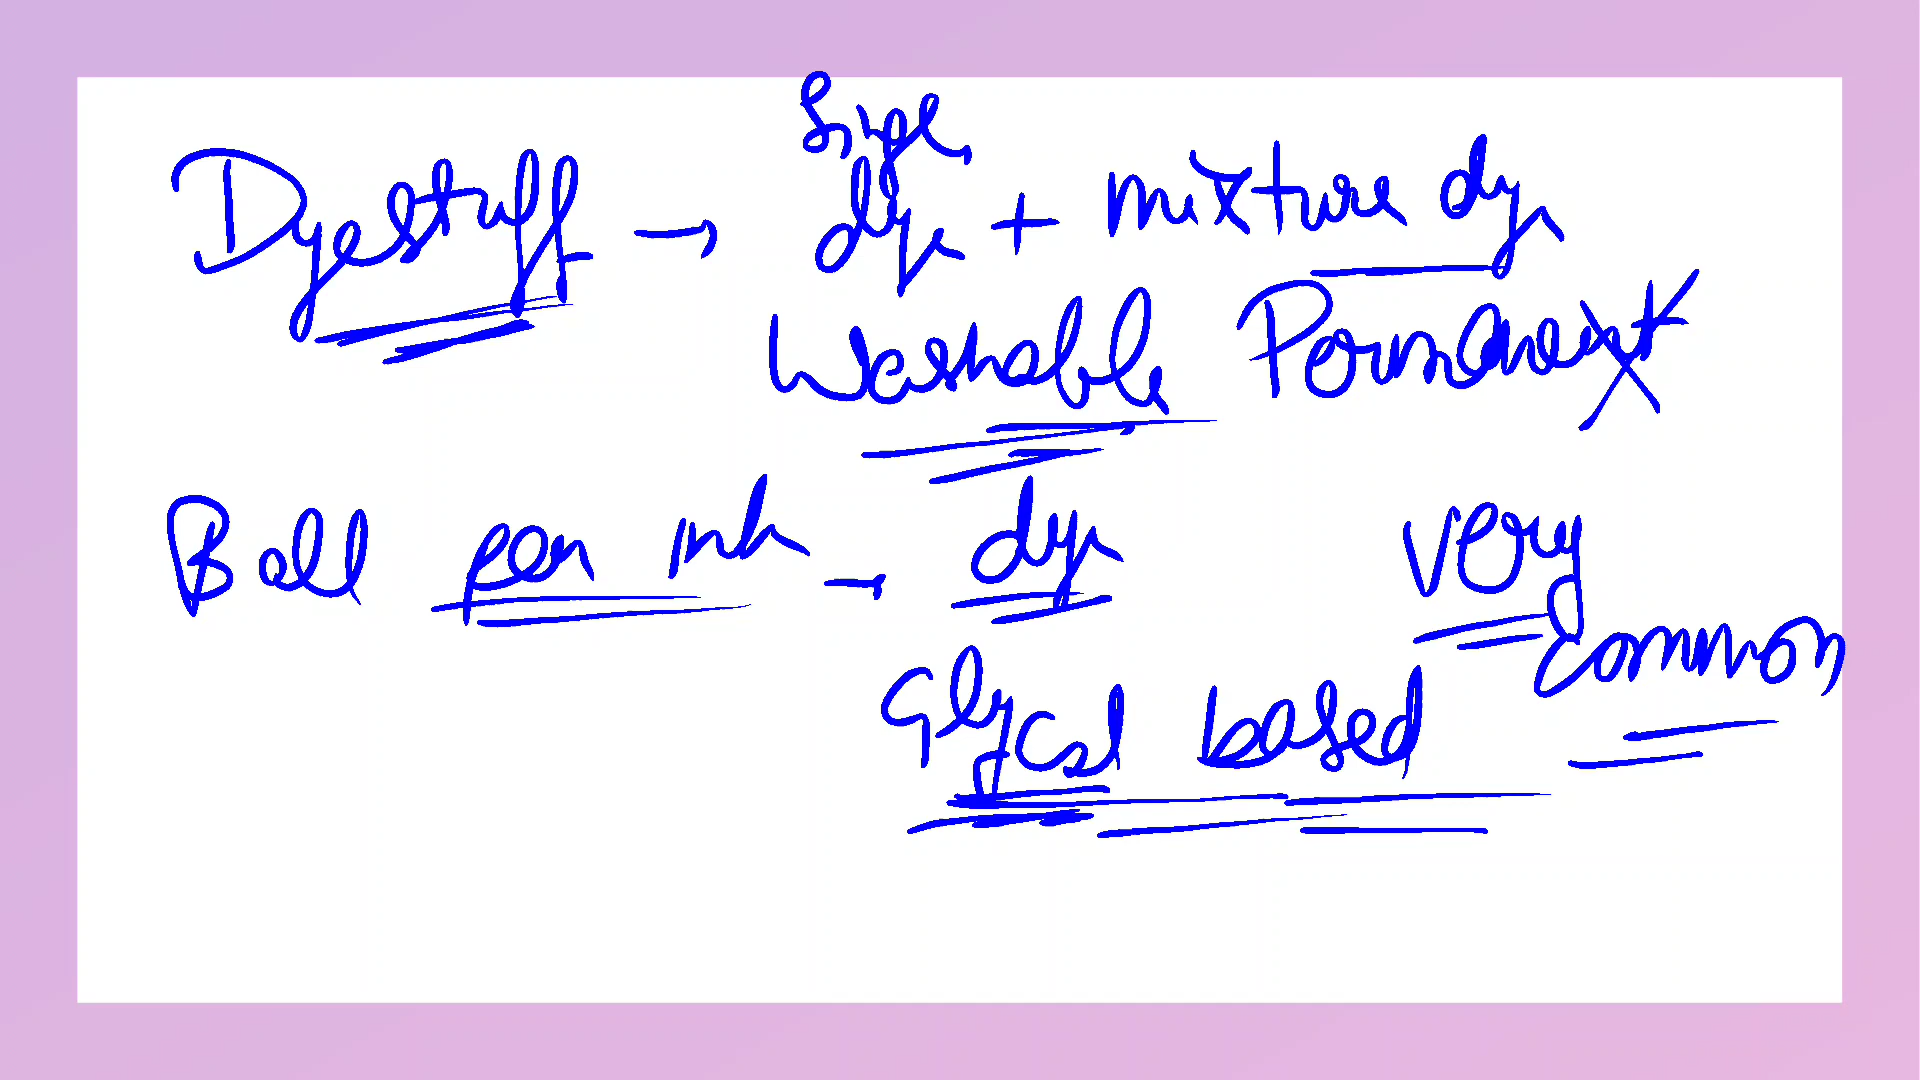 Single
Dyestuff → dye + mixture dye
Washable Permanent
Ball pen ink → dye very
common
Glycol based